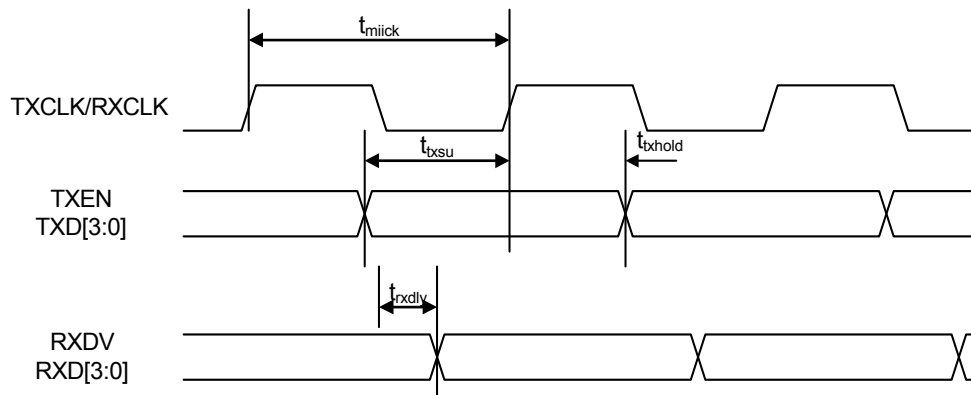 tmiick
TXCLK/RXCLK
ttxsu
ttxhold
TXEN
TXD[3:0]
trxdly
RXDV
RXD[3:0]